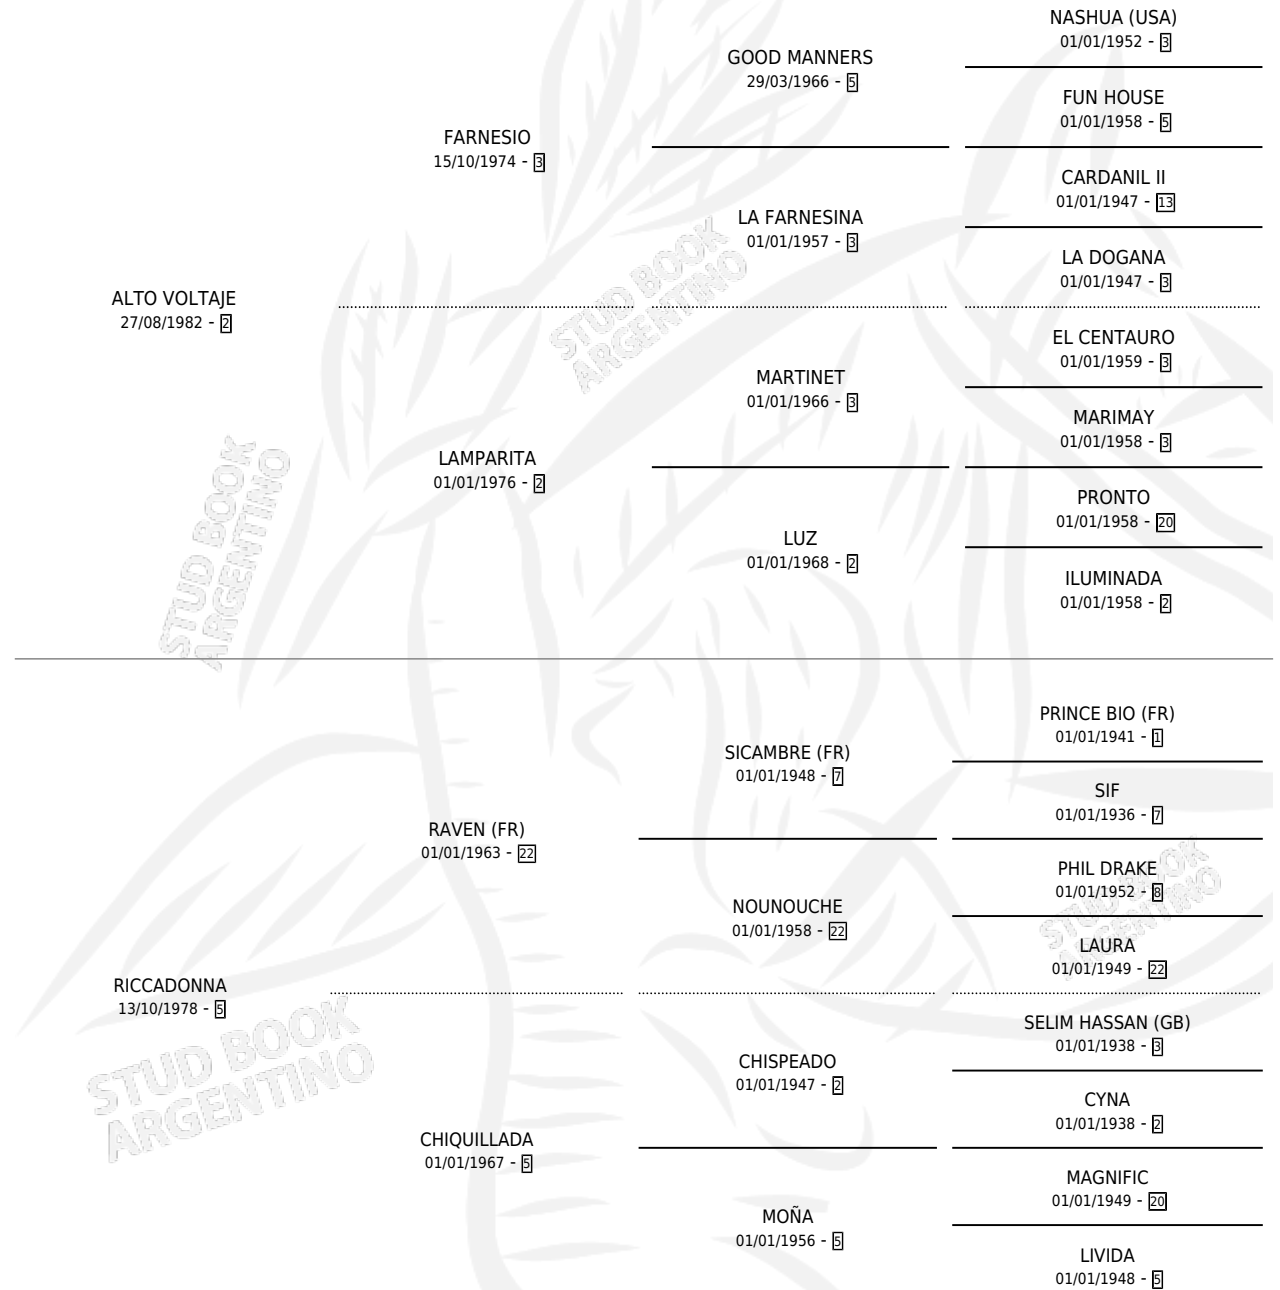 NASHUA (USA)
01/01/1952 - 3
GOOD MANNERS
29/03/1966 - 5
FUN HOUSE
01/01/1958 - 5
FARNESIO
15/10/1974 - 3
CARDANIL II
01/01/1947 - 13
LA FARNESINA
01/01/1957 - 3
LA DOGANA
01/01/1947 - 3
ALTO VOLTAJE
27/08/1982 - 2
EL CENTAURO
01/01/1959 - 3
MARTINET
01/01/1966 - 3
MARIMAY
01/01/1958 - 3
LAMPARITA
01/01/1976 - 2
PRONTO
01/01/1958 - 20
LUZ
01/01/1968 - 2
ILUMINADA
01/01/1958 - 2
STUD BOOK
ARGENTINO
STUD BOOK
ARGENTINO
PRINCE BIO (FR)
01/01/1941 - 1
SICAMBRE (FR)
01/01/1948 - 7
SIF
01/01/1936 - 7
RAVEN (FR)
01/01/1963 - 22
PHIL DRAKE
01/01/1952 - 8
NOUNOUCHE
01/01/1958 - 22
LAURA
01/01/1949 - 22
STUD BOOK
ARGENTINO
RICCADONNA
13/10/1978 - 5
SELIM HASSAN (GB)
01/01/1938 - 3
CHISPEADO
01/01/1947 - 2
CYNA
01/01/1938 - 2
STUD BOOK
ARGENTINO
CHIQUILLADA
01/01/1967 - 5
MAGNIFIC
01/01/1949 - 20
MOÑA
01/01/1956 - 5
LIVIDA
01/01/1948 - 5